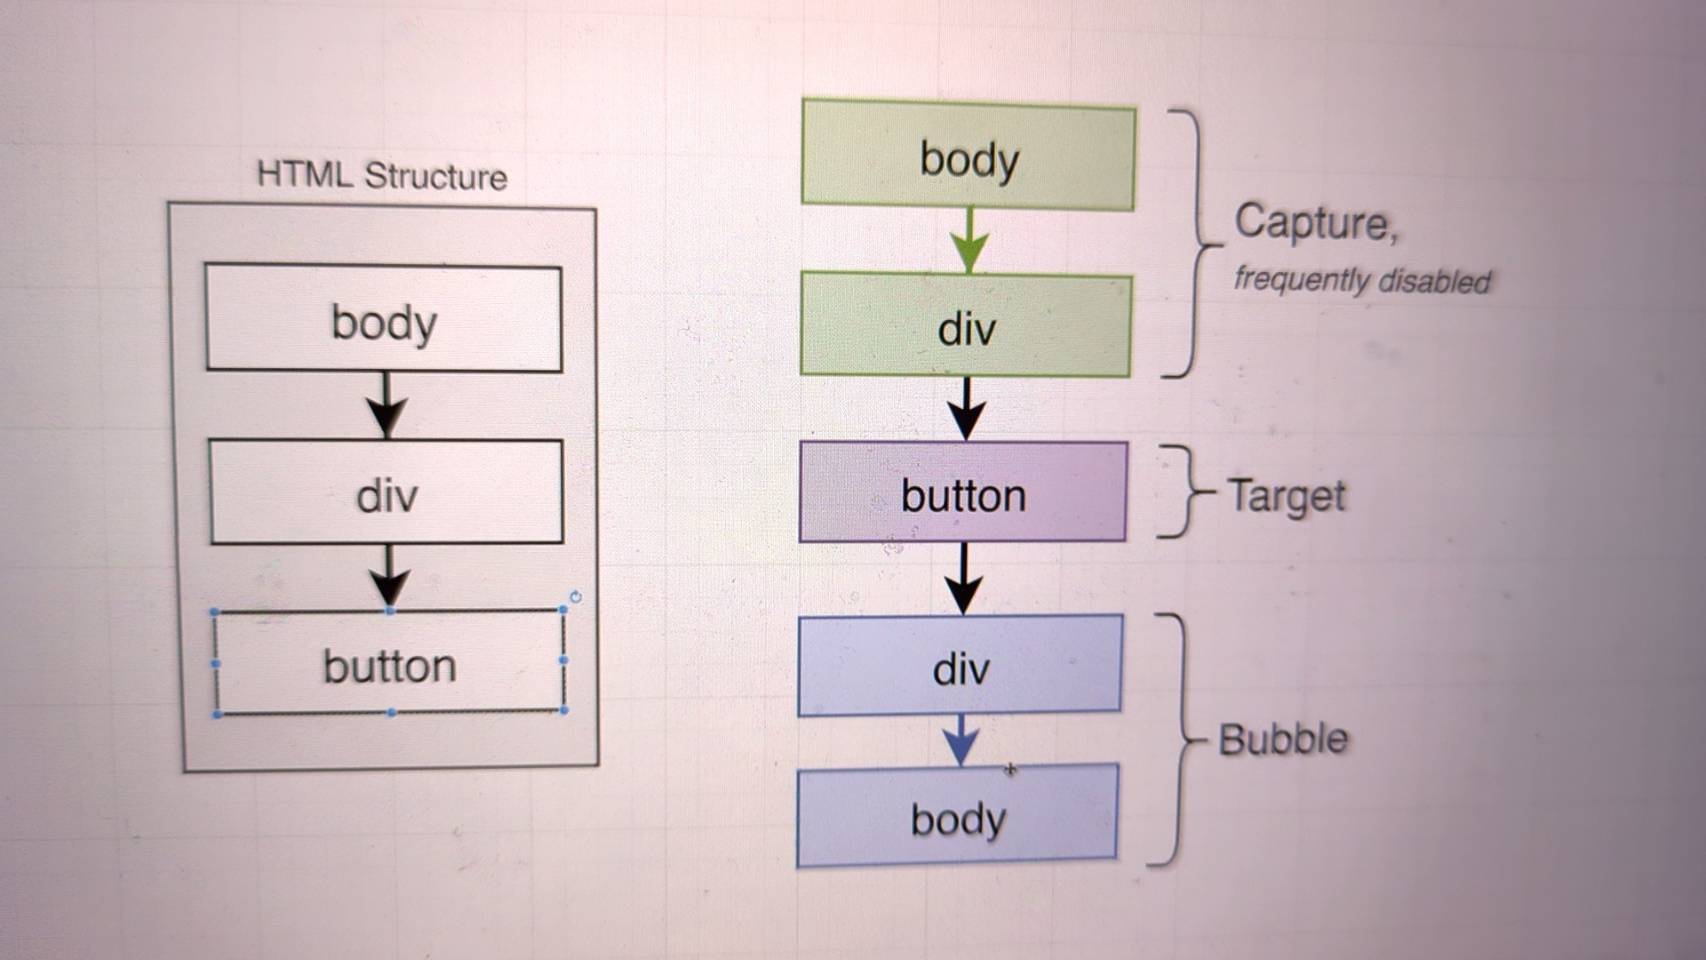 HTML Structure
body
div
button
body
div
button
div
body
Capture,
frequently disabled
Target
Bubble